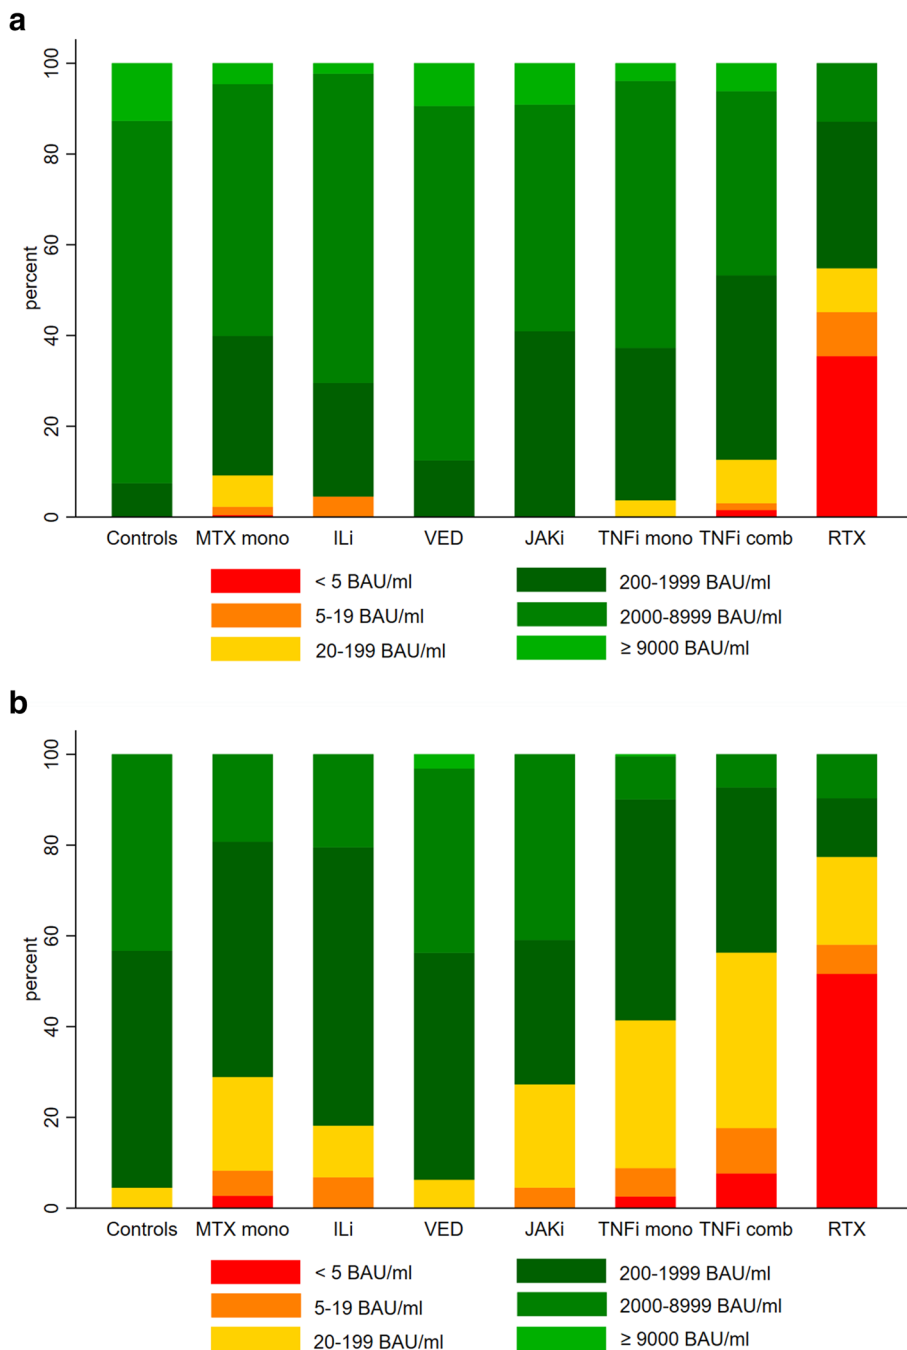 a
100
80
60
40
20
0
percent
Controls MTX mono ILi VED JAKi TNFi mono TNFi comb RTX
< 5 BAU/ml
5-19 BAU/ml
20-199 BAU/ml
200-1999 BAU/ml
2000-8999 BAU/ml
≥ 9000 BAU/ml
b
100
80
60
40
20
0
percent
Controls MTX mono ILi VED JAKi TNFi mono TNFi comb RTX
< 5 BAU/ml
5-19 BAU/ml
20-199 BAU/ml
200-1999 BAU/ml
2000-8999 BAU/ml
≥ 9000 BAU/ml